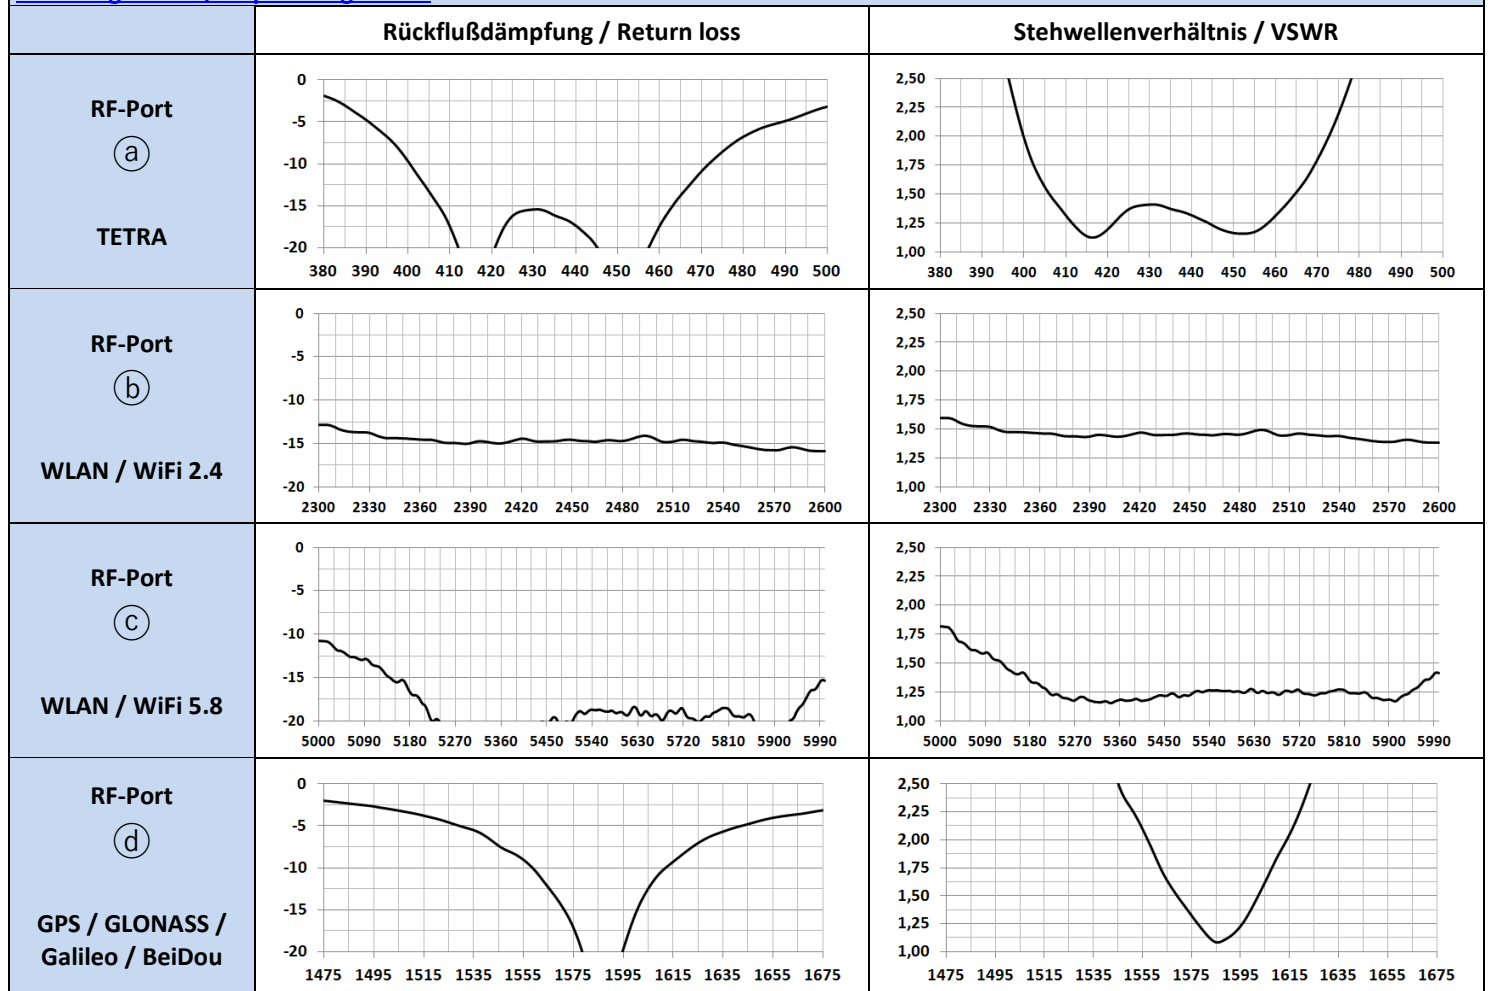 Rückflußdämpfung / Return loss
Stehwellenverhältnis / VSWR
RF-Port
a
TETRA
0
-5
-10
-15
-20
380 390 400 410 420 430 440 450 460 470 480 490 500
2,50
2,25
2,00
1,75
1,50
1,25
1,00
380 390 400 410 420 430 440 450 460 470 480 490 500
RF-Port
b
WLAN / WiFi 2.4
0
-5
-10
-15
-20
2300 2330 2360 2390 2420 2450 2480 2510 2540 2570 2600
2,50
2,25
2,00
1,75
1,50
1,25
1,00
2300 2330 2360 2390 2420 2450 2480 2510 2540 2570 2600
RF-Port
c
WLAN / WiFi 5.8
0
-5
-10
-15
-20
5000 5090 5180 5270 5360 5450 5540 5630 5720 5810 5900 5990
2,50
2,25
2,00
1,75
1,50
1,25
1,00
5000 5090 5180 5270 5360 5450 5540 5630 5720 5810 5900 5990
RF-Port
d
GPS / GLONASS /
Galileo / BeiDou
0
-5
-10
-15
-20
1475 1495 1515 1535 1555 1575 1595 1615 1635 1655 1675
2,50
2,25
2,00
1,75
1,50
1,25
1,00
1475 1495 1515 1535 1555 1575 1595 1615 1635 1655 1675